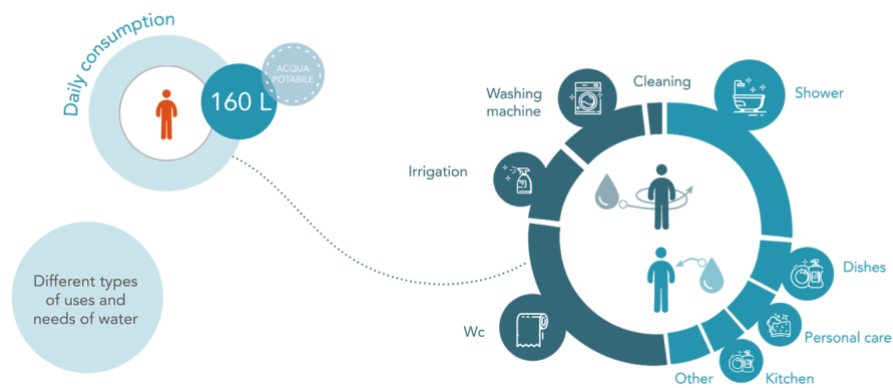 Daily consumption
160 L
ACQUA
POTABILE
Different types
of uses and
needs of water
Cleaning
Washing
machine
Shower
Irrigation
Dishes
Wc
Personal care
Other
Kitchen